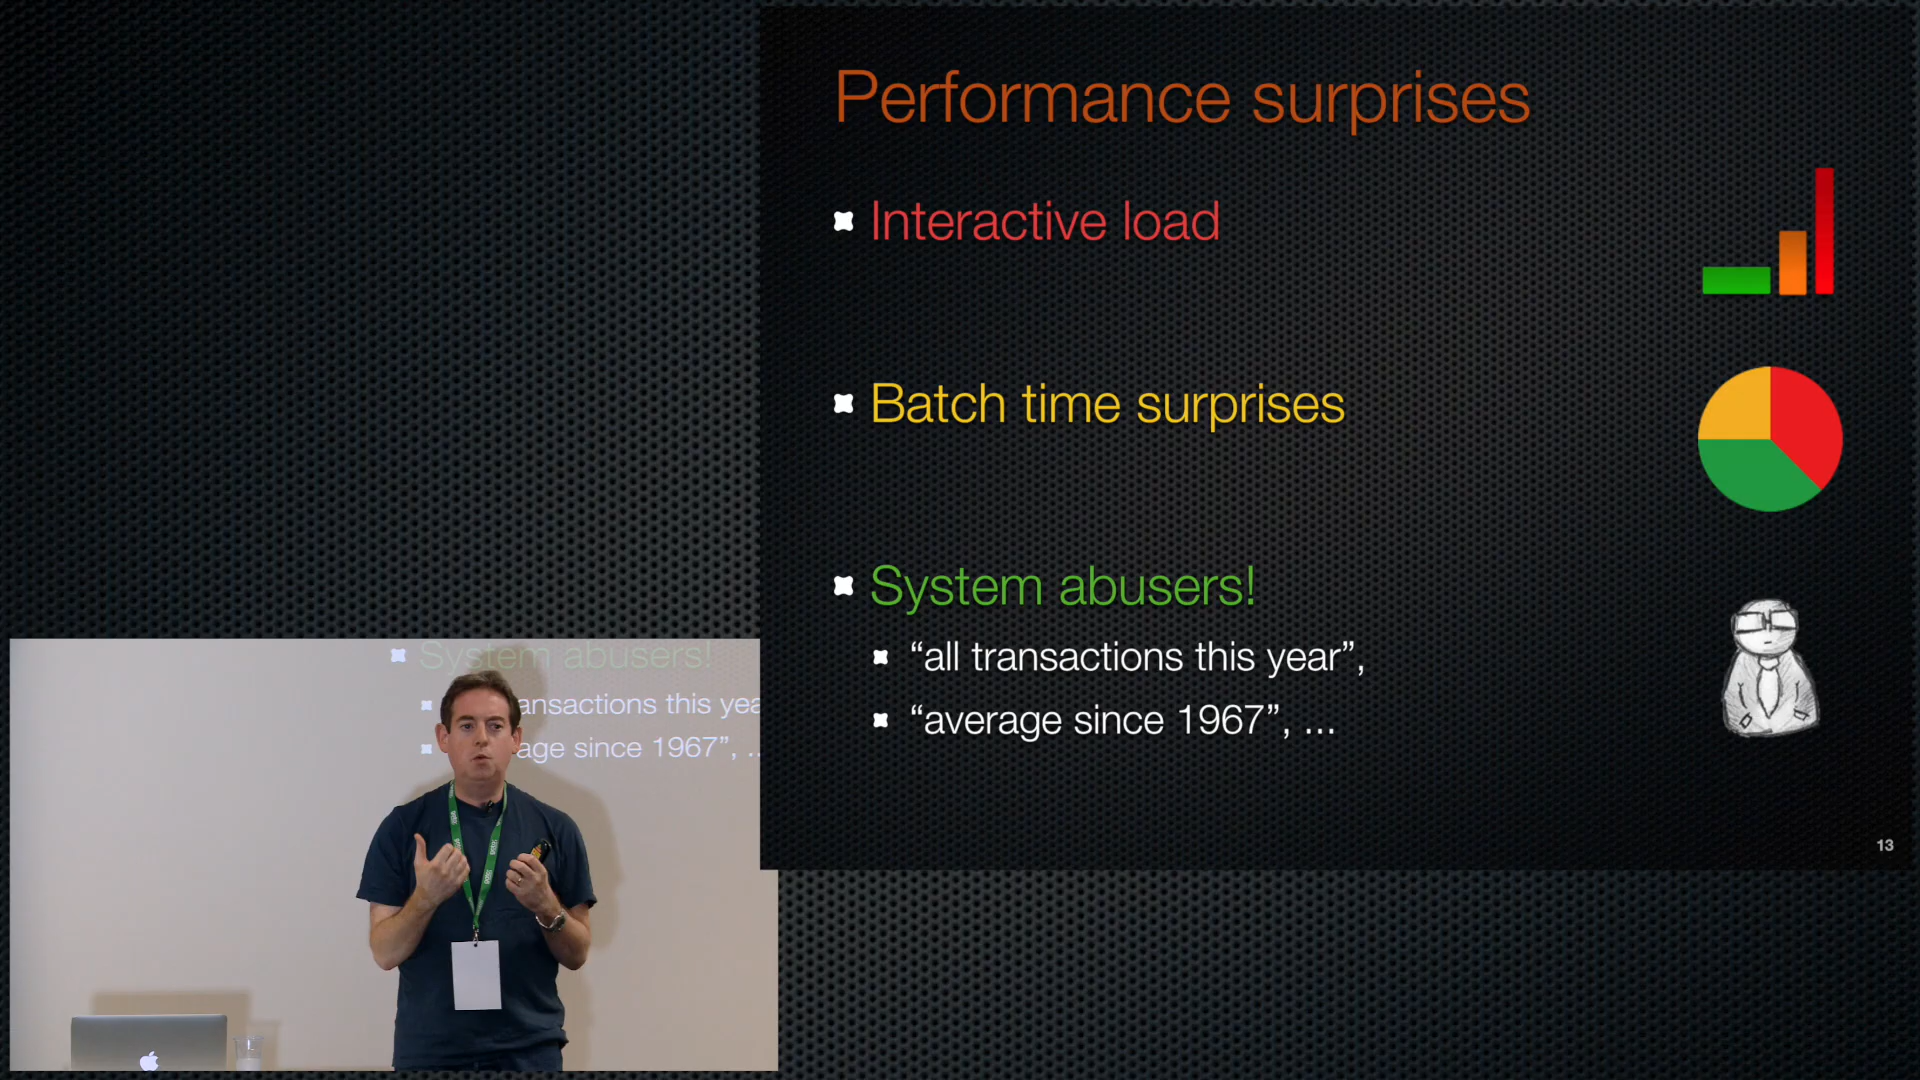 Performance surprises
Interactive load
Batch time surprises
System abusers!
“all transactions this year”,
“average since 1967”, ...
13
System abusers!
ansactions this yea
age since 1967”, ..